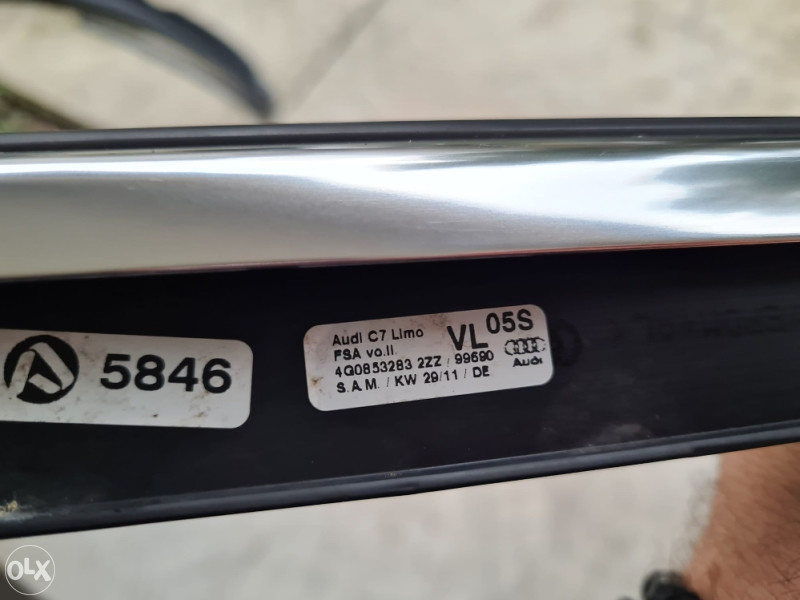 5846
Audi C7 Limo
FSA vo.li.
4G0853283 2ZZ / 99690
S.A.M. / KW 29/11 / DE
VL 05S
Audi
OLX